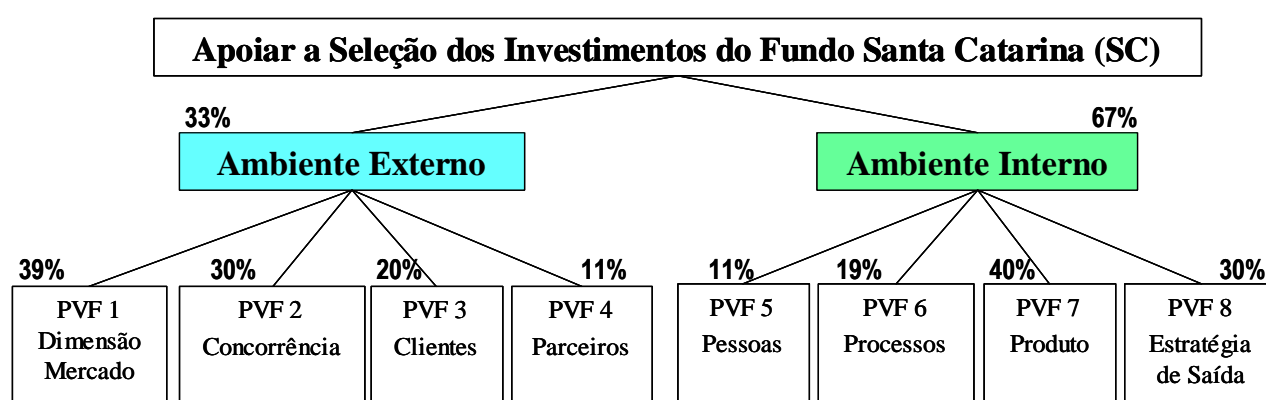 Apoiar a Seleção dos Investimentos do Fundo Santa Catarina (SC)
33%
67%
Ambiente Externo
Ambiente Interno
39%
30%
20%
11%
11%
19%
40%
30%
PVF 1
Dimensão
Mercado
PVF 2
Concorrência
PVF 3
Clientes
PVF 4
Parceiros
PVF 5
Pessoas
PVF 6
Processos
PVF 7
Produto
PVF 8
Estratégia
de Saída